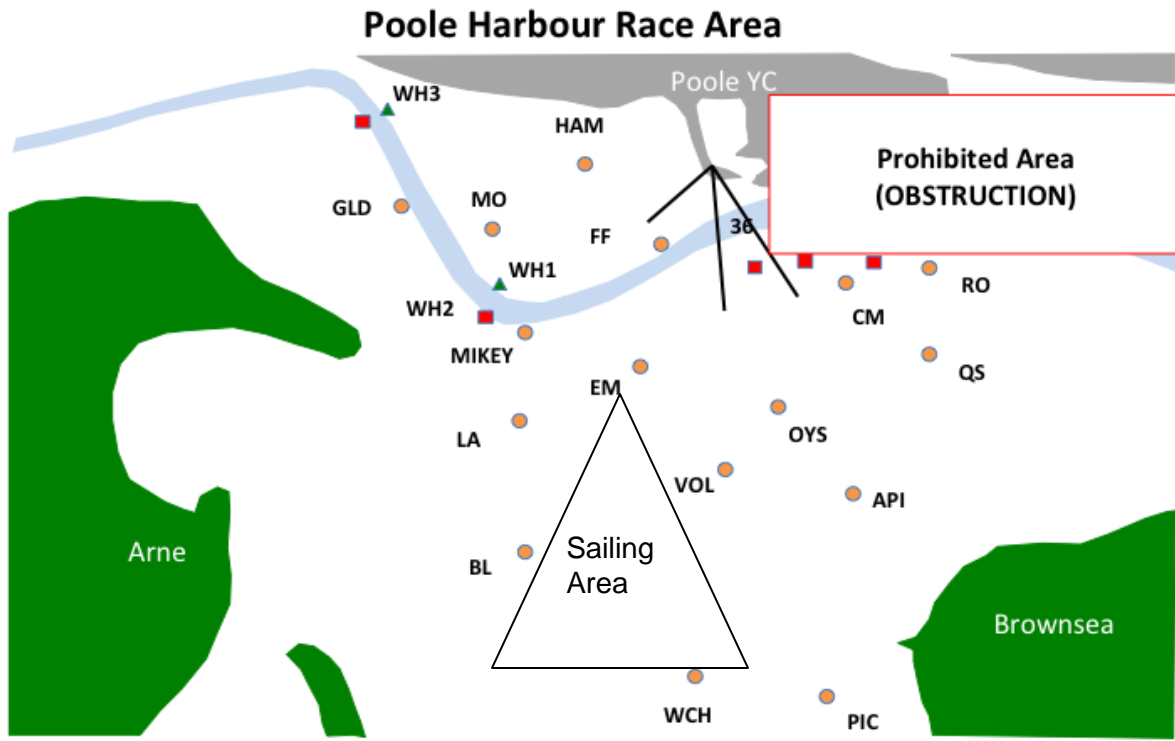 Poole Harbour Race Area
Poole YC
WH3
HAM
Prohibited Area
(OBSTRUCTION)
GLD
MO
FF
36
WH1
RO
WH2
CM
MIKEY
QS
EM
LA
OYS
VOL
API
Arne
Sailing
Area
BL
Brownsea
WCH
PIC